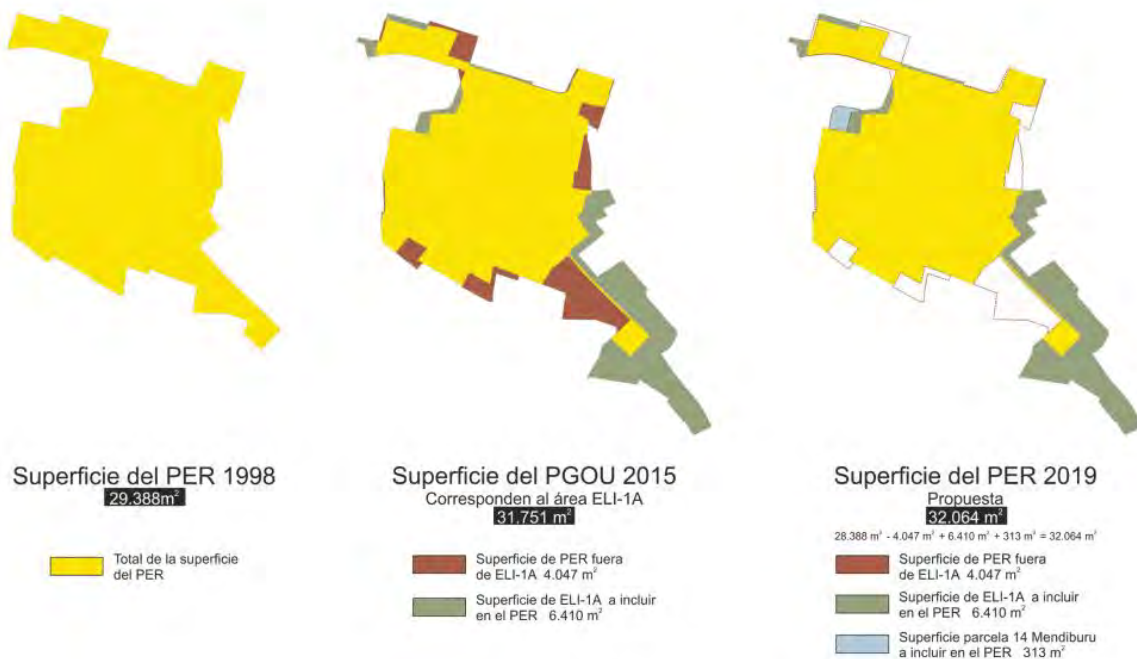 Superficie del PER 1998
29.388m²
Total de la superficie
del PER
Superficie del PGOU 2015
Corresponden al área ELI-1A
31.751 m²
Superficie de PER fuera
de ELI-1A 4.047 m²
Superficie de ELI-1A a incluir
en el PER 6.410 m²
Superficie del PER 2019
Propuesta
32.064 m²
28.388 m² - 4.047 m² + 6.410 m² + 313 m² = 32.064 m²
Superficie de PER fuera
de ELI-1A 4.047 m²
Superficie de ELI-1A a incluir
en el PER 6.410 m²
Superficie parcela 14 Mendiburu
a incluir en el PER 313 m²